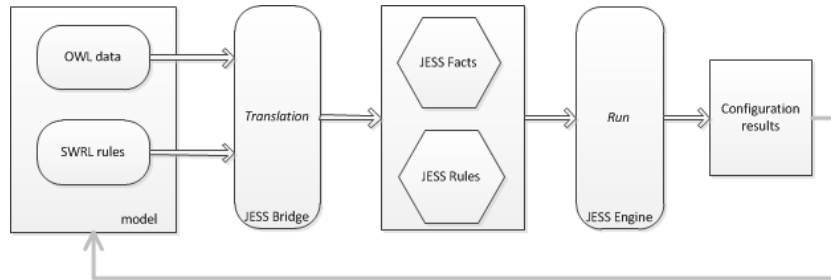 OWL data
SWRL rules
model
Translation
JESS Bridge
JESS Facts
JESS Rules
Run
JESS Engine
Configuration
results